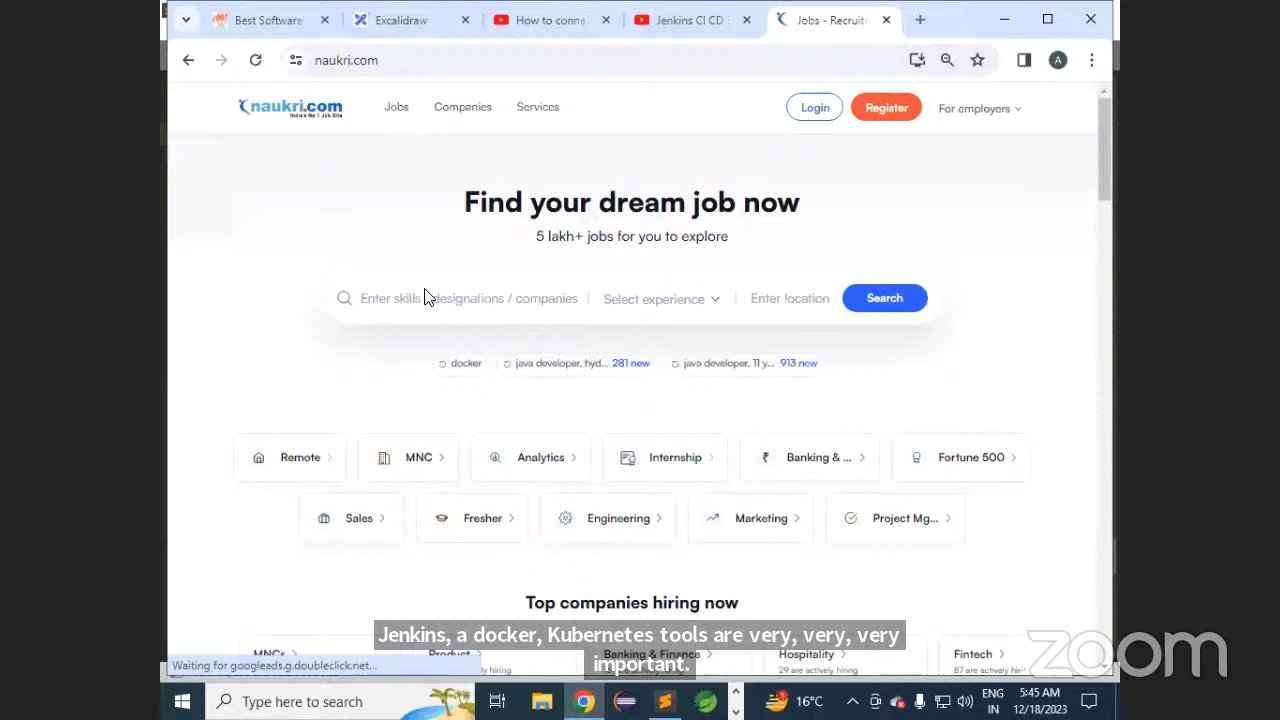 Best Software
Excalidraw
How to conne
Jenkins CI CD
Jobs - Recruit
naukri.com
A
naukri.com
India's No 1 Job Site
Jobs
Companies
Services
Login
Register
For employers
Find your dream job now
5 lakh+ jobs for you to explore
Enter skills designations / companies
Select experience
Enter location
Search
docker
java developer, hyd... 281 new
java developer, 11 y... 913 new
Remote
MNC
Analytics
Internship
Banking & ...
Fortune 500
Sales
Fresher
Engineering
Marketing
Project Mg...
Top companies hiring now
MNCs
Product
Banking & Finance
Hospitality
29 are actively hiring
Fintech
87 are actively hir
Jenkins, a docker, Kubernetes tools are very, very, very
important.
Waiting for googleads.g.doubleclick.net...
zoom
Type here to search
16°C
ENG
IN
5:45 AM
12/18/2023